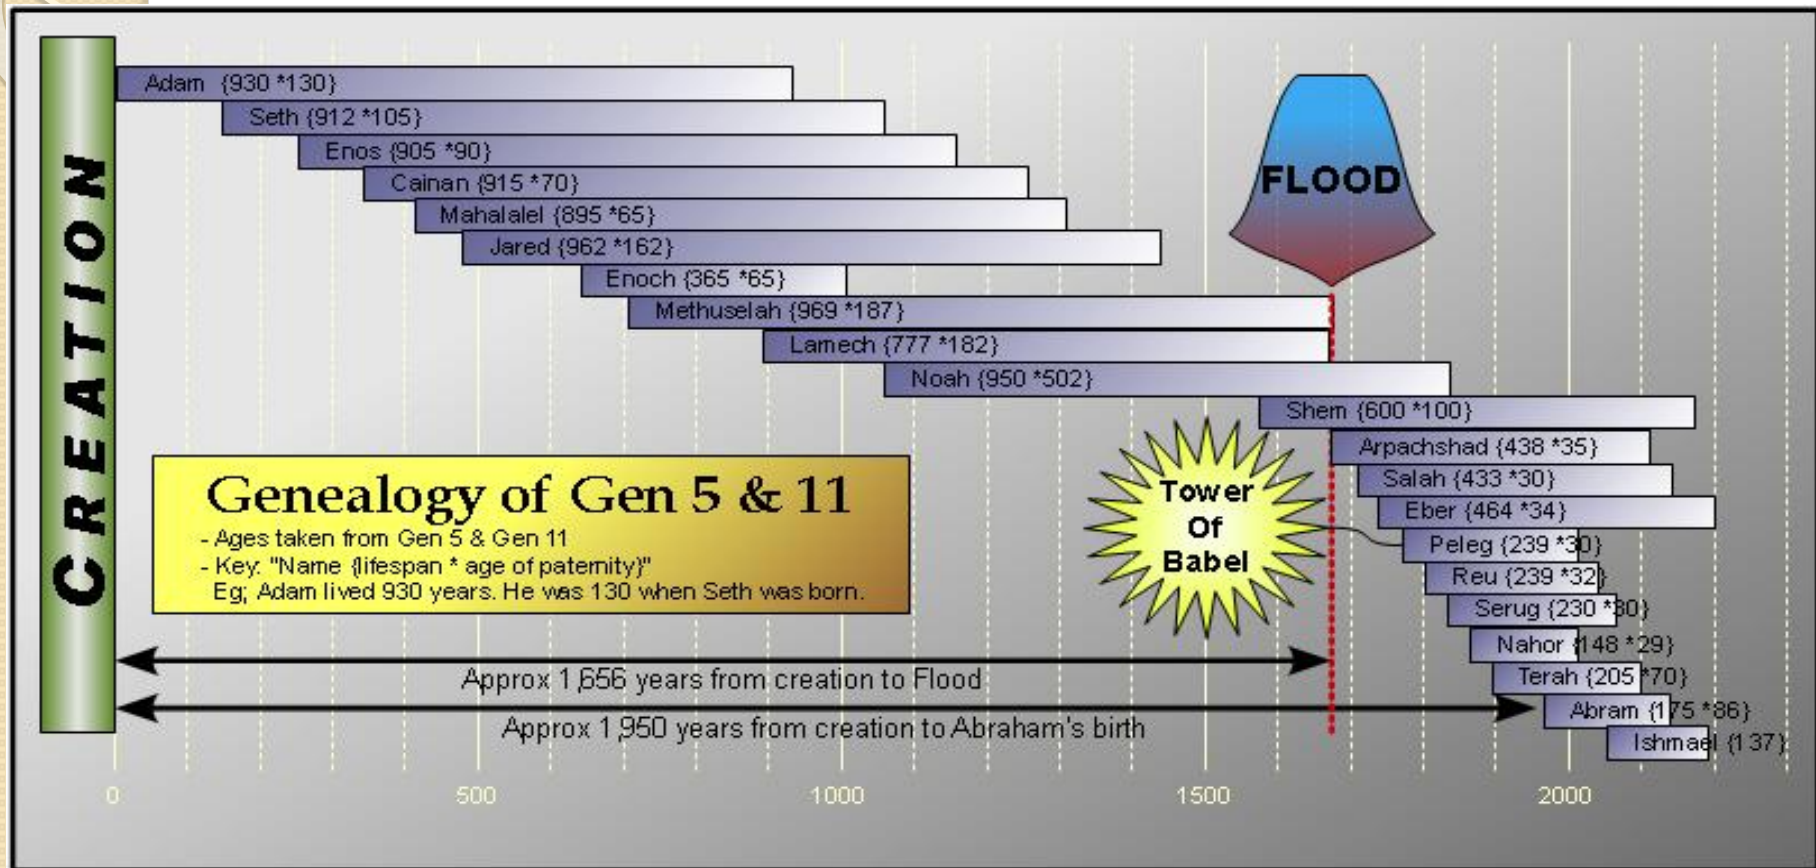 CREATION
Adam {930 *130}
Seth {912 *105}
Enos {905 *90}
Cainan {915 *70}
Mahalalel {895 *65}
Jared {962 *162}
Enoch {365 *65}
Methuselah {969 *187}
Lamech {777 *182}
Noah {950 *502}
Shem {600 *100}
Arpachshad {438 *35}
Salah {433 *30}
Eber {464 *34}
Peleg {239 *30}
Reu {239 *32}
Serug {230 *30}
Nahor {148 *29}
Terah {205 *70}
Abram {175 *86}
Ishmael {137}
FLOOD
Tower
Of
Babel
Genealogy of Gen 5 & 11
- Ages taken from Gen 5 & Gen 11
- Key: "Name {lifespan * age of paternity}"
Eg; Adam lived 930 years. He was 130 when Seth was born.
Approx 1,656 years from creation to Flood
Approx 1,950 years from creation to Abraham's birth
0 500 1000 1500 2000